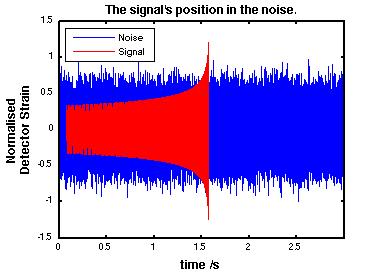 The signal's position in the noise.
Noise
Signal
Normalised
Detector Strain
1.5
1
0.5
0
-0.5
-1
-1.5
0 0.5 1 1.5 2 2.5
time /s